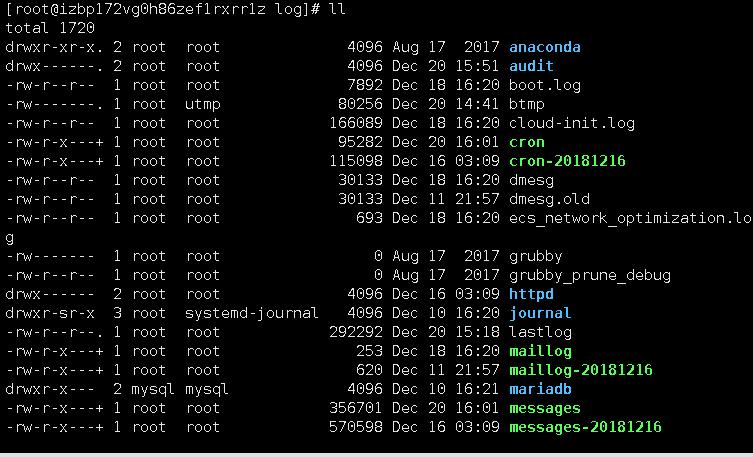 [root@izbp172vg0h86zef1rxrr1z log]# ll
total 1720
drwxr-xr-x. 2 root  root              4096 Aug 17  2017 anaconda
drwx------. 2 root  root              4096 Dec 20 15:51 audit
-rw-r--r--  1 root  root              7892 Dec 18 16:20 boot.log
-rw-------. 1 root  utmp             80256 Dec 20 14:41 btmp
-rw-r--r--  1 root  root            166089 Dec 18 16:20 cloud-init.log
-rw-r-x---+ 1 root  root             95282 Dec 20 16:01 cron
-rw-r-x---+ 1 root  root            115098 Dec 16 03:09 cron-20181216
-rw-r--r--  1 root  root             30133 Dec 18 16:20 dmesg
-rw-r--r--  1 root  root             30133 Dec 11 21:57 dmesg.old
-rw-r--r--  1 root  root               693 Dec 18 16:20 ecs_network_optimization.lo
g
-rw-------  1 root  root                 0 Aug 17  2017 grubby
-rw-r--r--  1 root  root                 0 Aug 17  2017 grubby_prune_debug
drwx------  2 root  root              4096 Dec 16 03:09 httpd
drwxr-sr-x  3 root  systemd-journal   4096 Dec 10 16:20 journal
-rw-r--r--. 1 root  root            292292 Dec 20 15:18 lastlog
-rw-r-x---+ 1 root  root               253 Dec 18 16:20 maillog
-rw-r-x---+ 1 root  root               620 Dec 11 21:57 maillog-20181216
drwxr-x---  2 mysql mysql             4096 Dec 10 16:21 mariadb
-rw-r-x---+ 1 root  root            356701 Dec 20 16:01 messages
-rw-r-x---+ 1 root  root            570598 Dec 16 03:09 messages-20181216